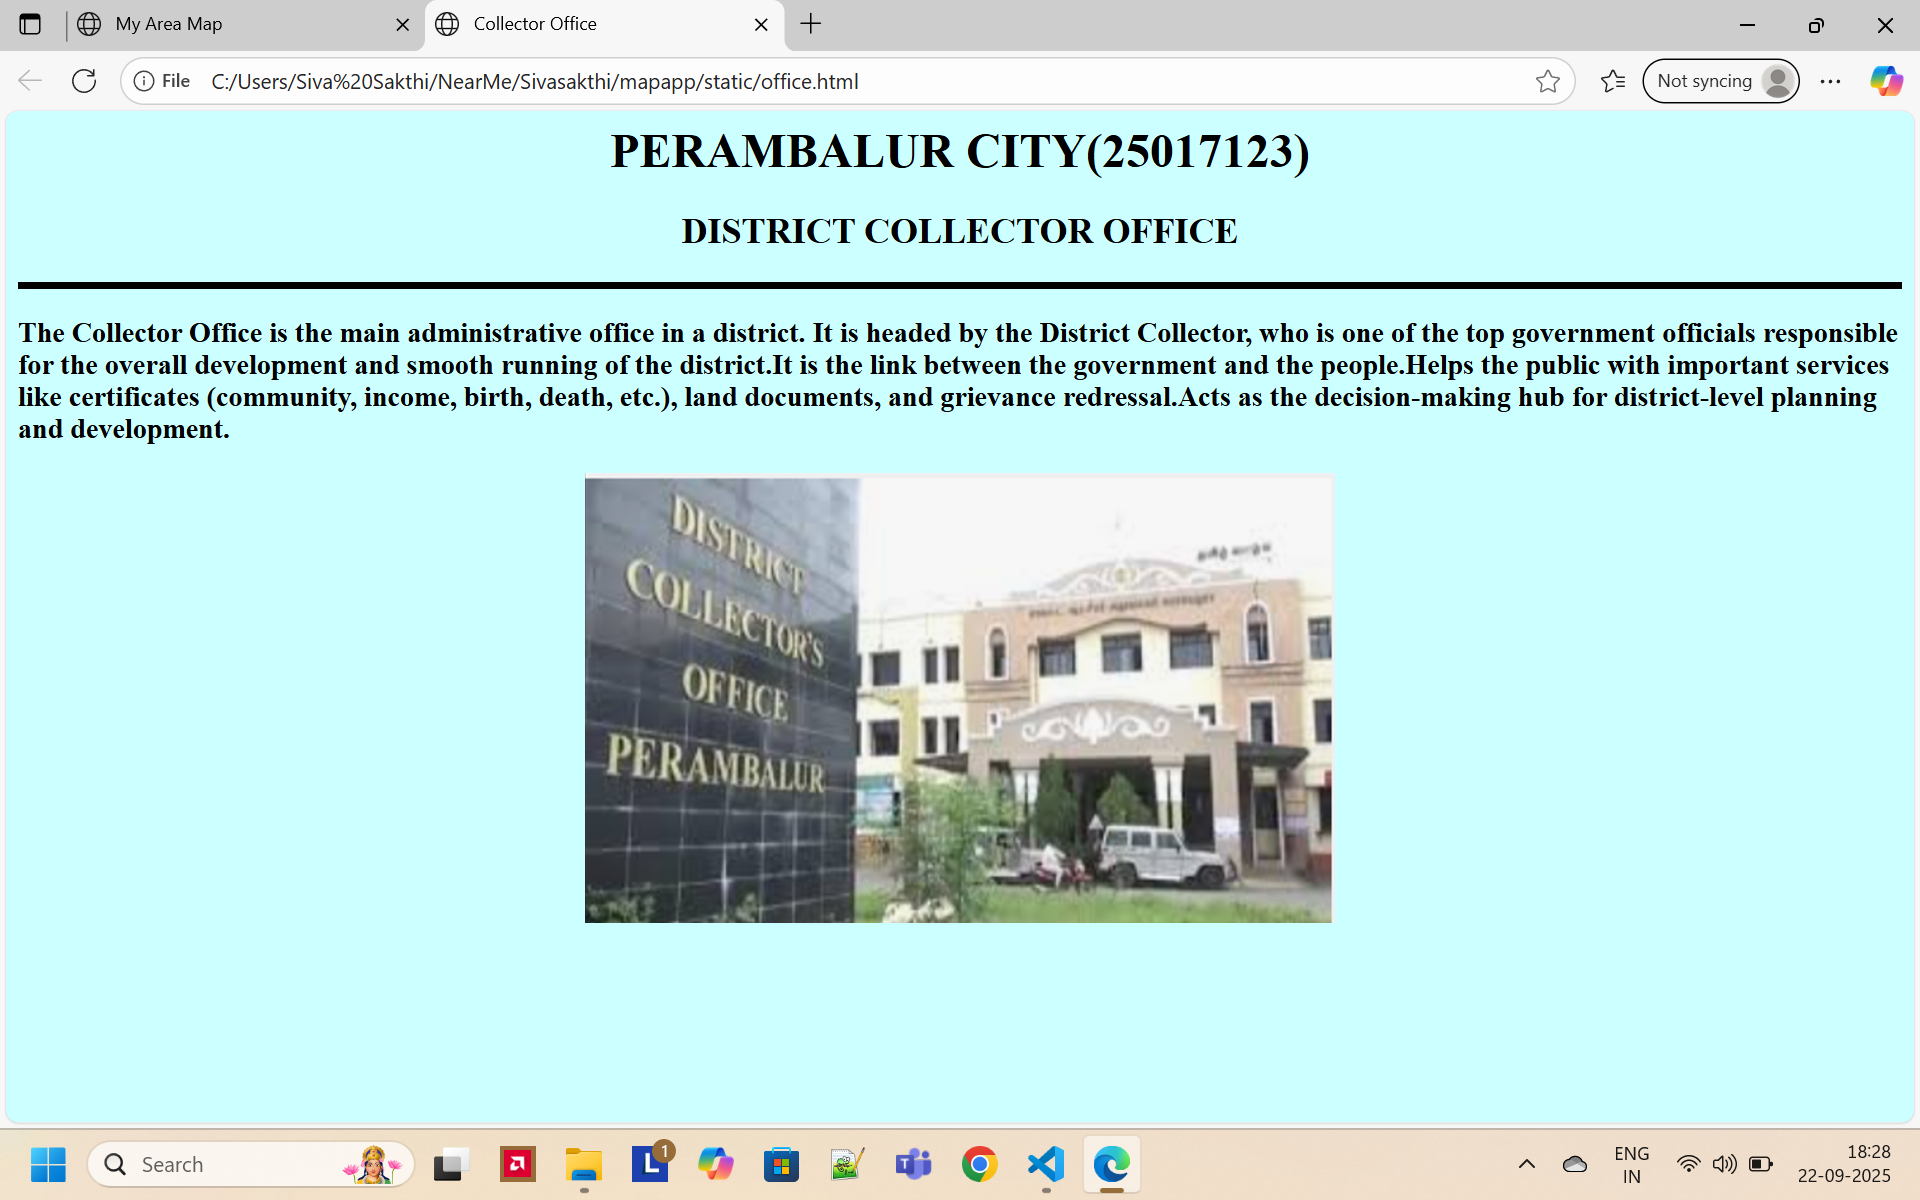 My Area Map
Collector Office
File C:/Users/Siva%20Sakthi/NearMe/Sivasakthi/mapapp/static/office.html
Not syncing
PERAMBALUR CITY(25017123)
DISTRICT COLLECTOR OFFICE
The Collector Office is the main administrative office in a district. It is headed by the District Collector, who is one of the top government officials responsible
for the overall development and smooth running of the district.It is the link between the government and the people.Helps the public with important services
like certificates (community, income, birth, death, etc.), land documents, and grievance redressal.Acts as the decision-making hub for district-level planning
and development.
DISTRICT
COLLECTOR'S
OFFICE
PERAMBALUR
Search
L
1
ENG
IN
18:28
22-09-2025